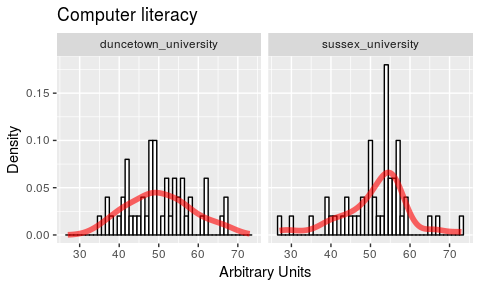 Computer literacy
duncetown_university sussex_university
Density
0.15
0.10
0.05
0.00
30 40 50 60 70 30 40 50 60 70
Arbitrary Units